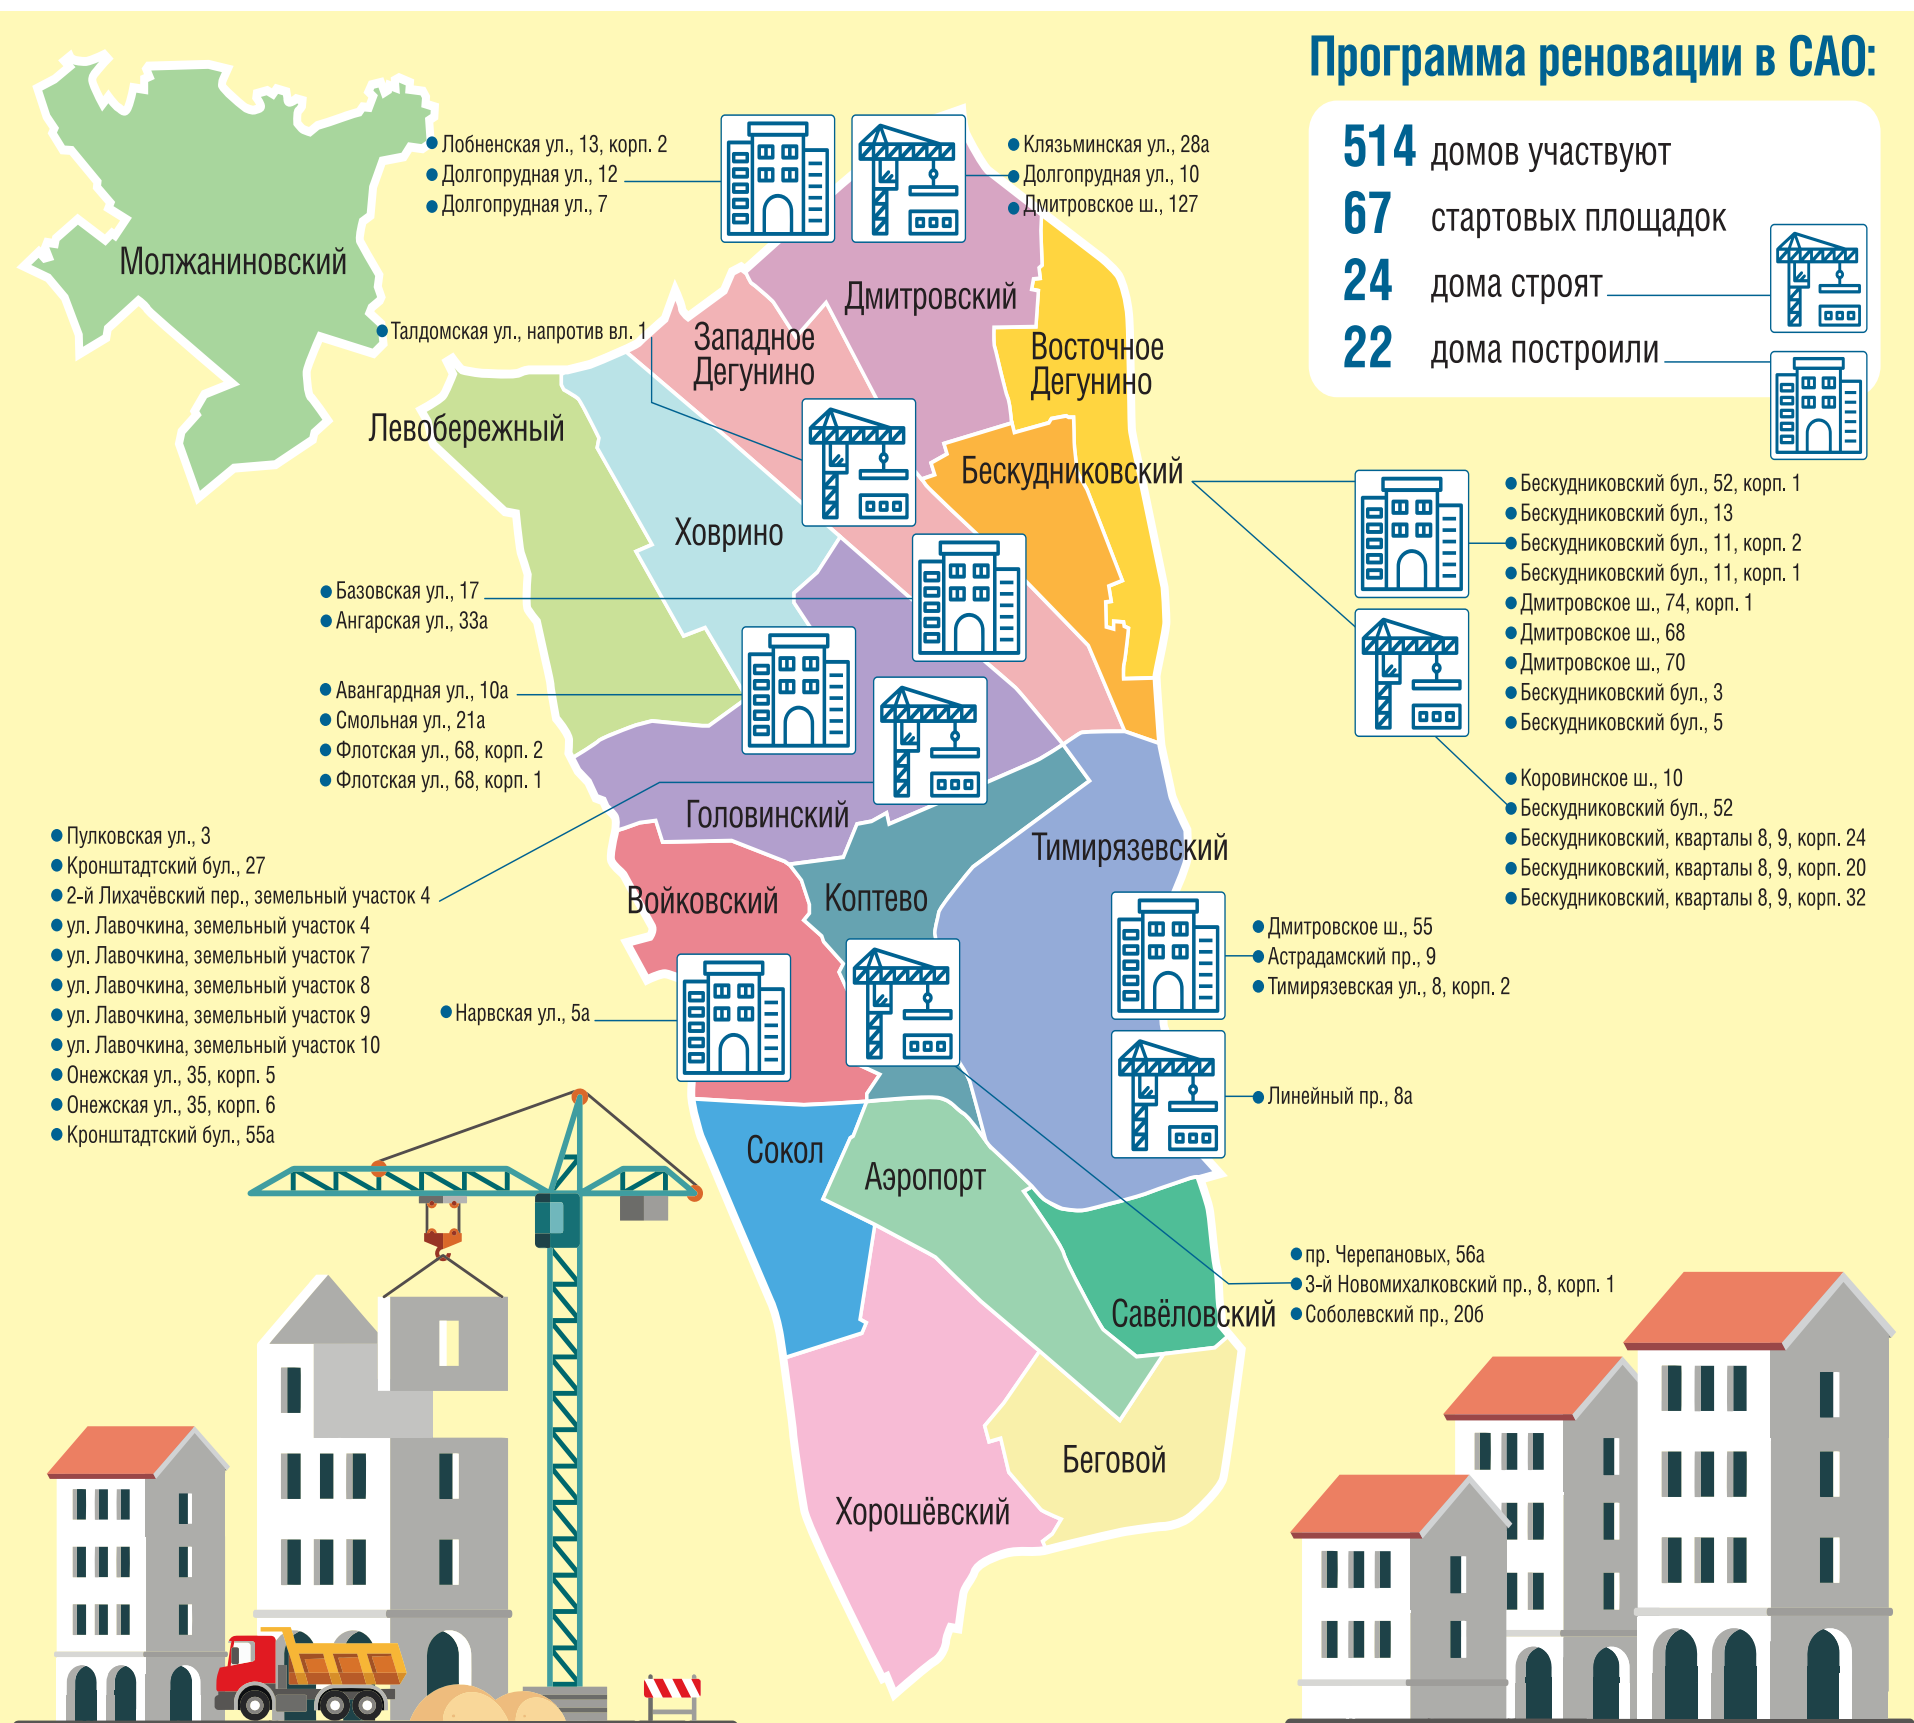 Программа реновации в САО:
514 домов участвуют
67 стартовых площадок
24 дома строят
22 дома построили
Молжаниновский
Лобненская ул., 13, корп. 2
Долгопрудная ул., 12
Долгопрудная ул., 7
Клязьминская ул., 28а
Долгопрудная ул., 10
Дмитровское ш., 127
Дмитровский
Талдомская ул., напротив вл. 1
Западное
Дегунино
Восточное
Дегунино
Левобережный
Бескудниковский
Бескудниковский бул., 52, корп. 1
Бескудниковский бул., 13
Бескудниковский бул., 11, корп. 2
Бескудниковский бул., 11, корп. 1
Дмитровское ш., 74, корп. 1
Дмитровское ш., 68
Дмитровское ш., 70
Бескудниковский бул., 3
Бескудниковский бул., 5
Ховрино
Базовская ул., 17
Ангарская ул., 33а
Авангардная ул., 10а
Смольная ул., 21а
Флотская ул., 68, корп. 2
Флотская ул., 68, корп. 1
Коровинское ш., 10
Бескудниковский бул., 52
Бескудниковский, кварталы 8, 9, корп. 24
Бескудниковский, кварталы 8, 9, корп. 20
Бескудниковский, кварталы 8, 9, корп. 32
Головинский
Тимирязевский
Пулковская ул., 3
Кронштадтский бул., 27
2-й Лихачёвский пер., земельный участок 4
ул. Лавочкина, земельный участок 4
ул. Лавочкина, земельный участок 7
ул. Лавочкина, земельный участок 8
ул. Лавочкина, земельный участок 9
ул. Лавочкина, земельный участок 10
Онежская ул., 35, корп. 5
Онежская ул., 35, корп. 6
Кронштадтский бул., 55а
Войковский
Коптево
Дмитровское ш., 55
Астрадамский пр., 9
Тимирязевская ул., 8, корп. 2
Нарвская ул., 5а
Линейный пр., 8а
Сокол
Аэропорт
пр. Черепановых, 56а
3-й Новомихалковский пр., 8, корп. 1
Соболевский пр., 20б
Савёловский
Беговой
Хорошёвский